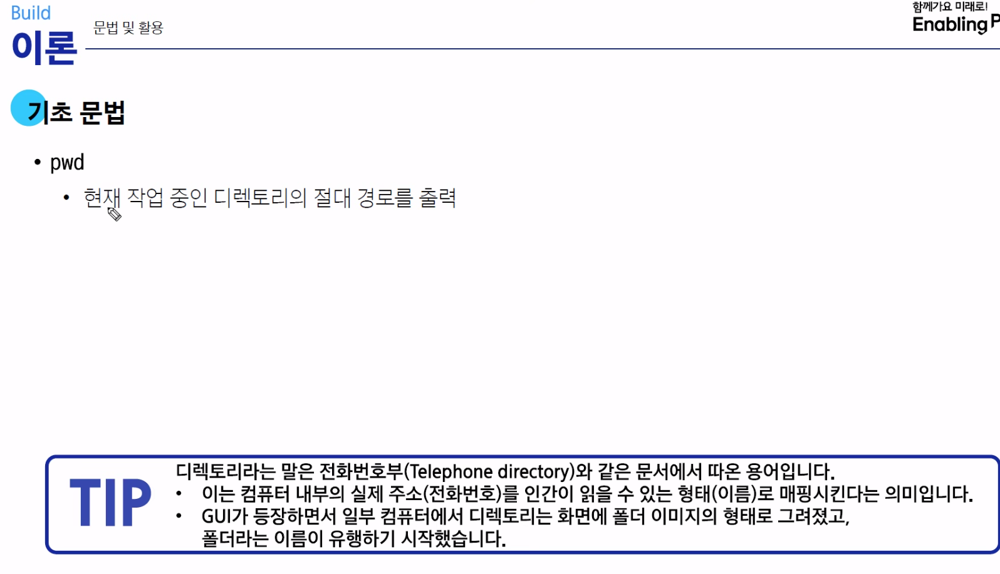 Build
이론
문법 및 활용
함께가요 미래로!
Enabling
기초 문법
• pwd
• 현재 작업 중인 디렉토리의 절대 경로를 출력
TIP
디렉토리라는 말은 전화번호부(Telephone directory)와 같은 문서에서 따온 용어입니다.
• 이는 컴퓨터 내부의 실제 주소(전화번호)를 인간이 읽을 수 있는 형태(이름)로 매핑시킨다는 의미입니다.
• GUI가 등장하면서 일부 컴퓨터에서 디렉토리는 화면에 폴더 이미지의 형태로 그려졌고,
폴더라는 이름이 유행하기 시작했습니다.